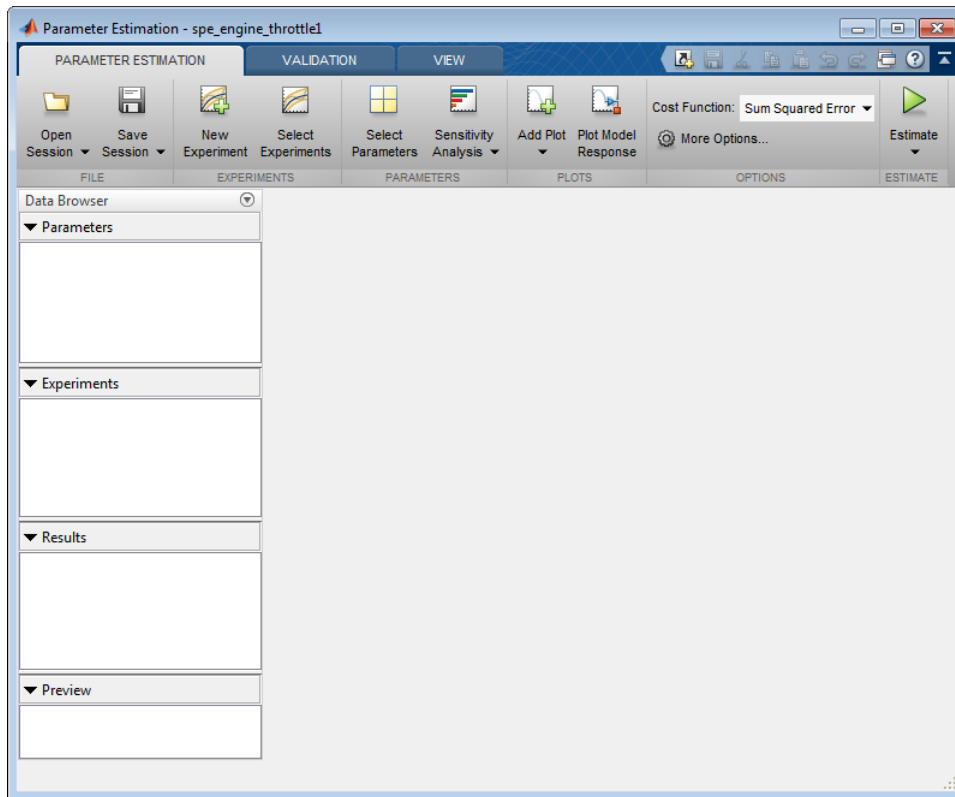 Parameter Estimation - spe_engine_throttle1
PARAMETER ESTIMATION VALIDATION VIEW
Open Session Save Session New Experiment Select Experiments Select Parameters Sensitivity Analysis Add Plot Plot Model Response Cost Function: Sum Squared Error Estimate
More Options...
FILE EXPERIMENTS PARAMETERS PLOTS OPTIONS ESTIMATE
Data Browser
Parameters
Experiments
Results
Preview